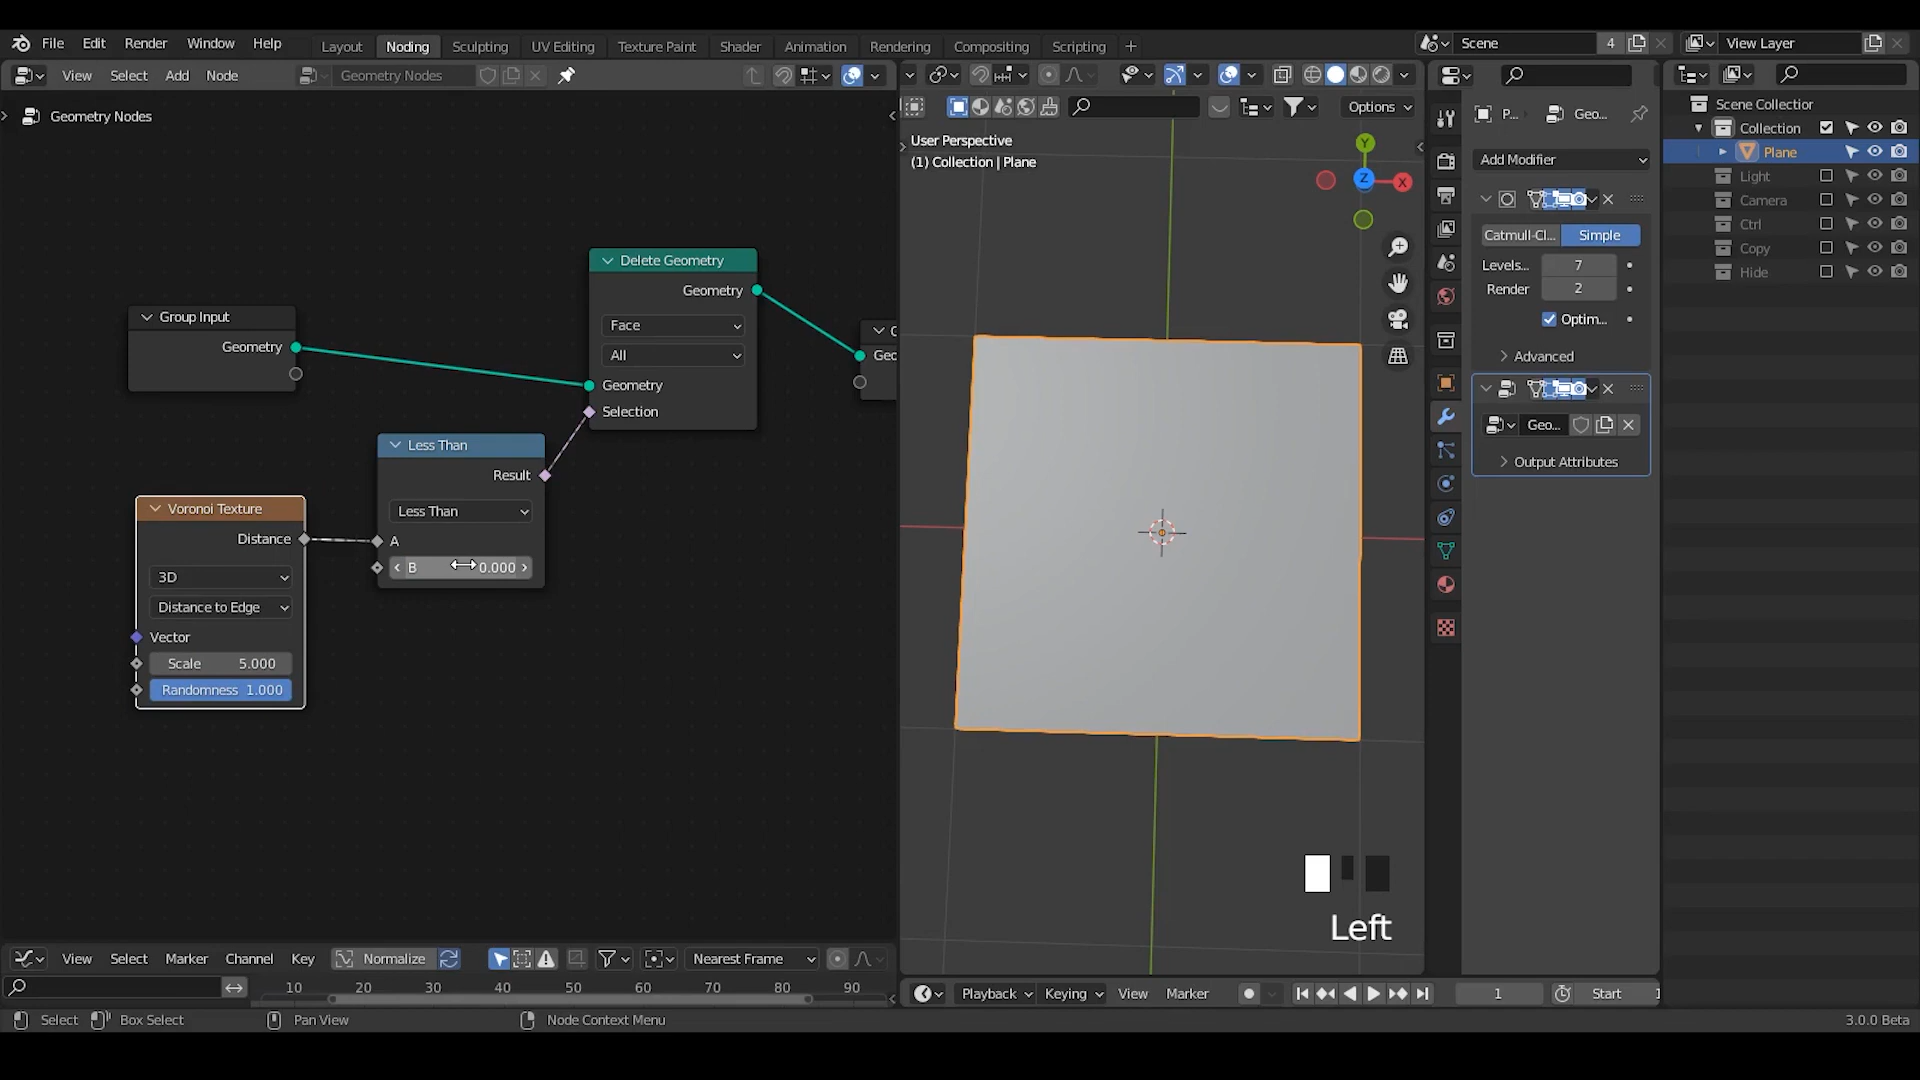 File Edit Render Window Help Layout Noding Sculpting UV Editing Texture Paint Shader Animation Rendering Compositing Scripting + Scene 4 View Layer
View Select Add Node Geometry Nodes
Options
Geometry Nodes
User Perspective
(1) Collection | Plane
Y
Z
X
Group Input
Geometry
Delete Geometry
Geometry
Face
All
Geometry
Selection
Geo
Less Than
Result
Less Than
A
B 0.000
Voronoi Texture
Distance
3D
Distance to Edge
Vector
Scale 5.000
Randomness 1.000
P... Geo...
Add Modifier
Catmull-Cl... Simple
Levels... 7
Render 2
Optim...
Advanced
Geo...
Output Attributes
Scene Collection
Collection
Plane
Light
Camera
Ctrl
Copy
Hide
Left
View Select Marker Channel Key Normalize Nearest Frame
10 20 30 40 50 60 70 80 90
Playback Keying View Marker 1 Start
Select Box Select Pan View Node Context Menu 3.0.0 Beta